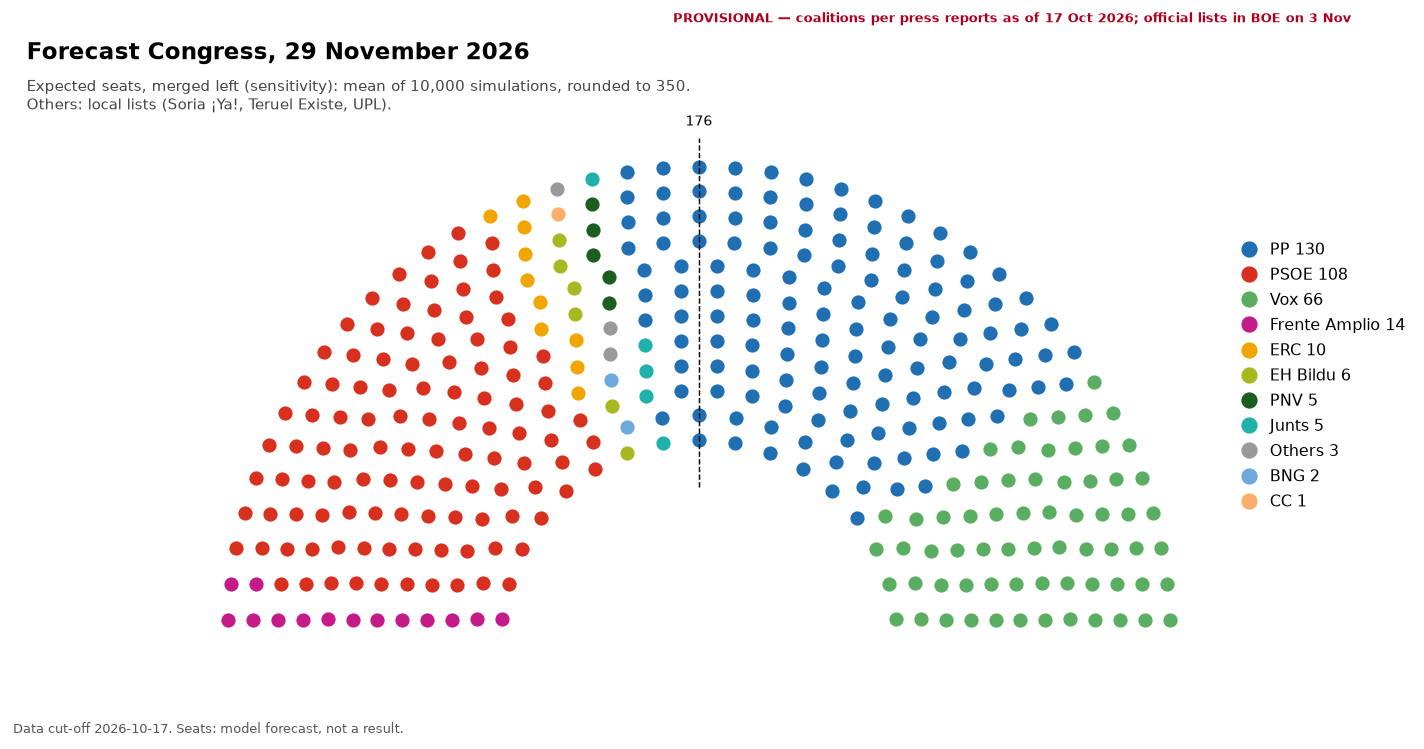 PROVISIONAL — coalitions per press reports as of 17 Oct 2026; official lists in BOE on 3 Nov
Forecast Congress, 29 November 2026
Expected seats, merged left (sensitivity): mean of 10,000 simulations, rounded to 350.
Others: local lists (Soria ¡Ya!, Teruel Existe, UPL).
176
PP 130
PSOE 108
Vox 66
Frente Amplio 14
ERC 10
EH Bildu 6
PNV 5
Junts 5
Others 3
BNG 2
CC 1
Data cut-off 2026-10-17. Seats: model forecast, not a result.